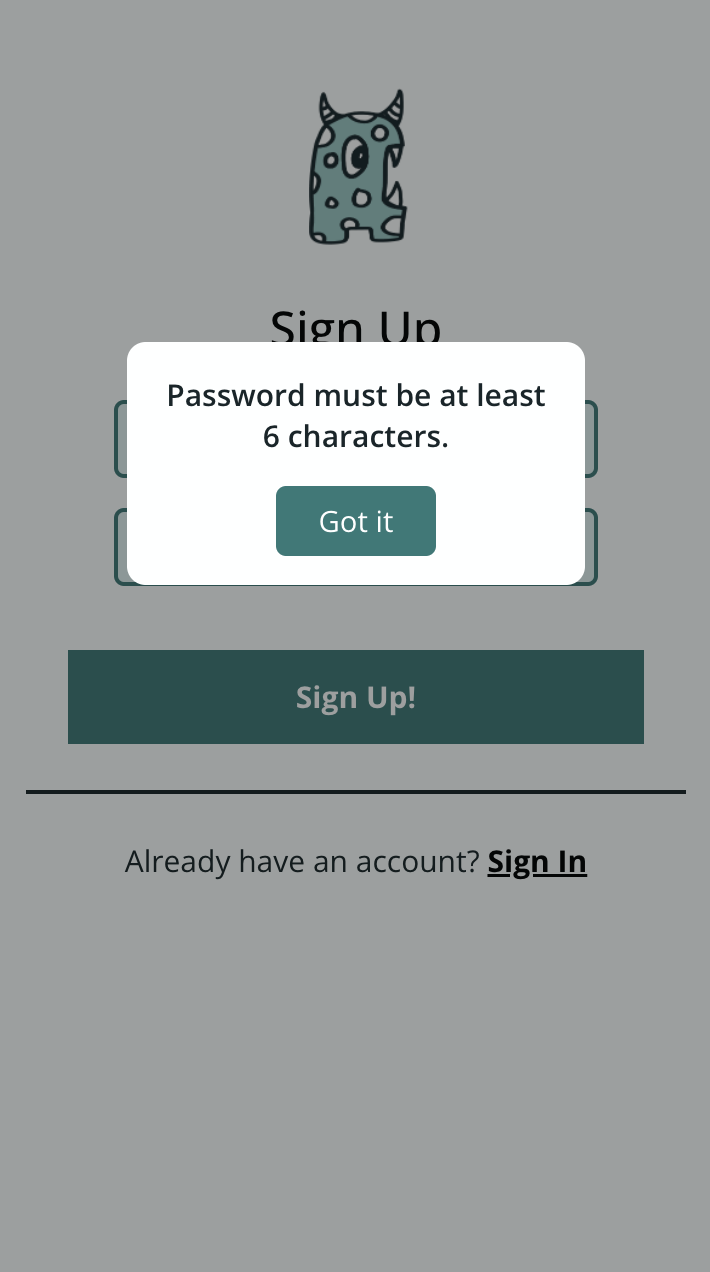 Sign Up
Password must be at least
6 characters.
Got it
Sign Up!
Already have an account? Sign In